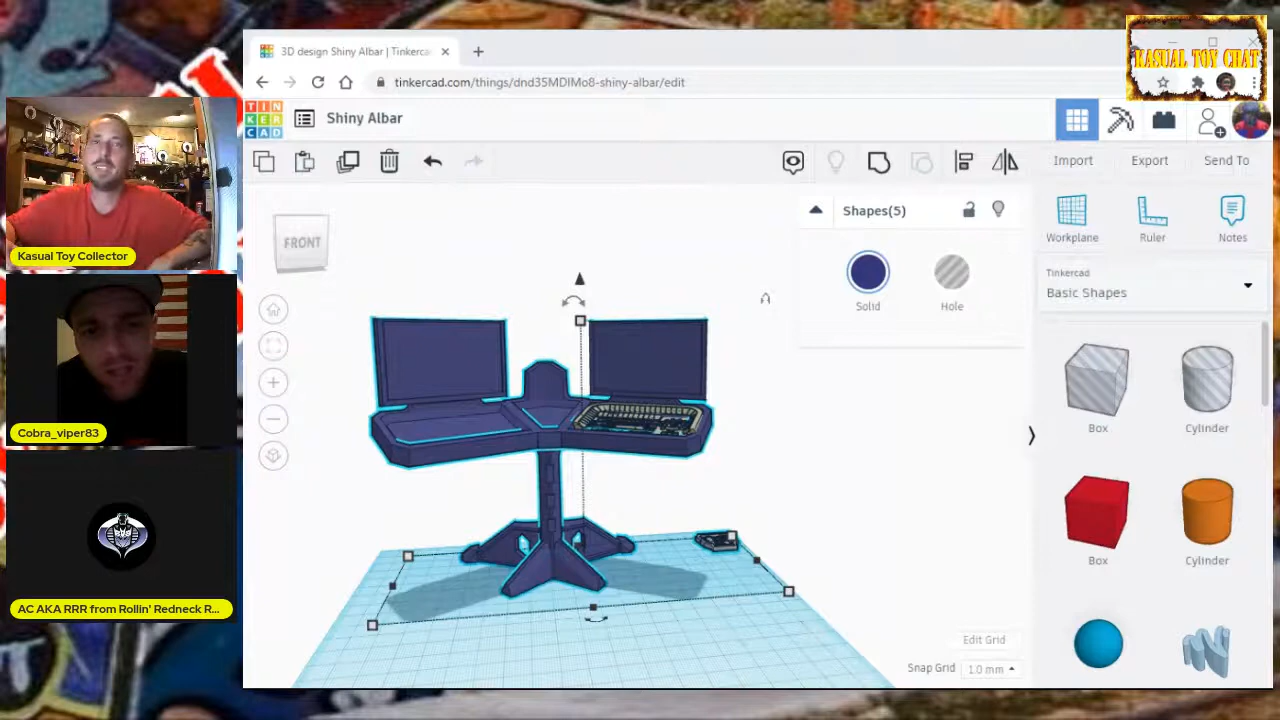 3D design Shiny Albar | Tinkerca
tinkercad.com/things/dnd35MDIMo8-shiny-albar/edit
KASUAL TOY CHAT
TIN
KER
CAD
Shiny Albar
Import
Export
Send To
Shapes(5)
Workplane
Ruler
Notes
Solid
Hole
FRONT
Tinkercad
Basic Shapes
Box
Cylinder
Box
Cylinder
Edit Grid
Snap Grid
1.0 mm
Kasual Toy Collector
Cobra_viper83
AC AKA RRR from Rollin' Redneck R...